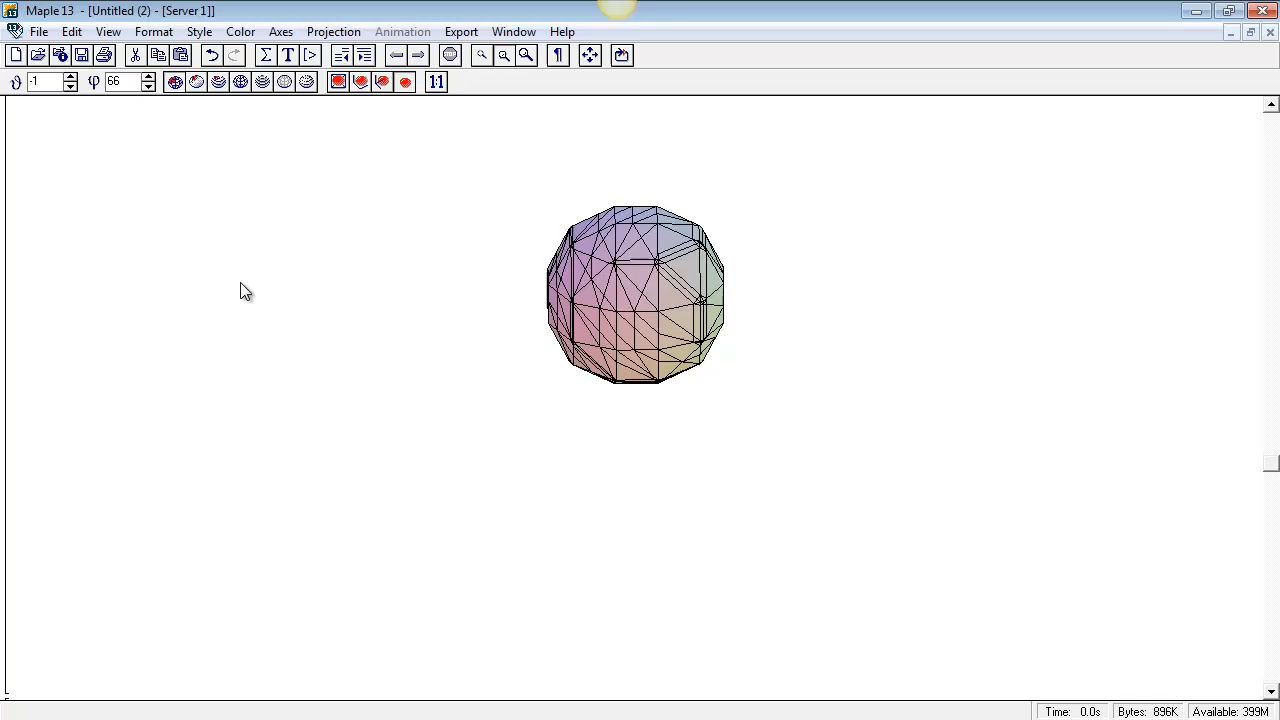 Maple 13 - [Untitled (2) - [Server 1]]
File Edit View Format Style Color Axes Projection Animation Export Window Help
ϑ -1 φ 66 1:1
Time: 0.0s Bytes: 896K Available: 399M